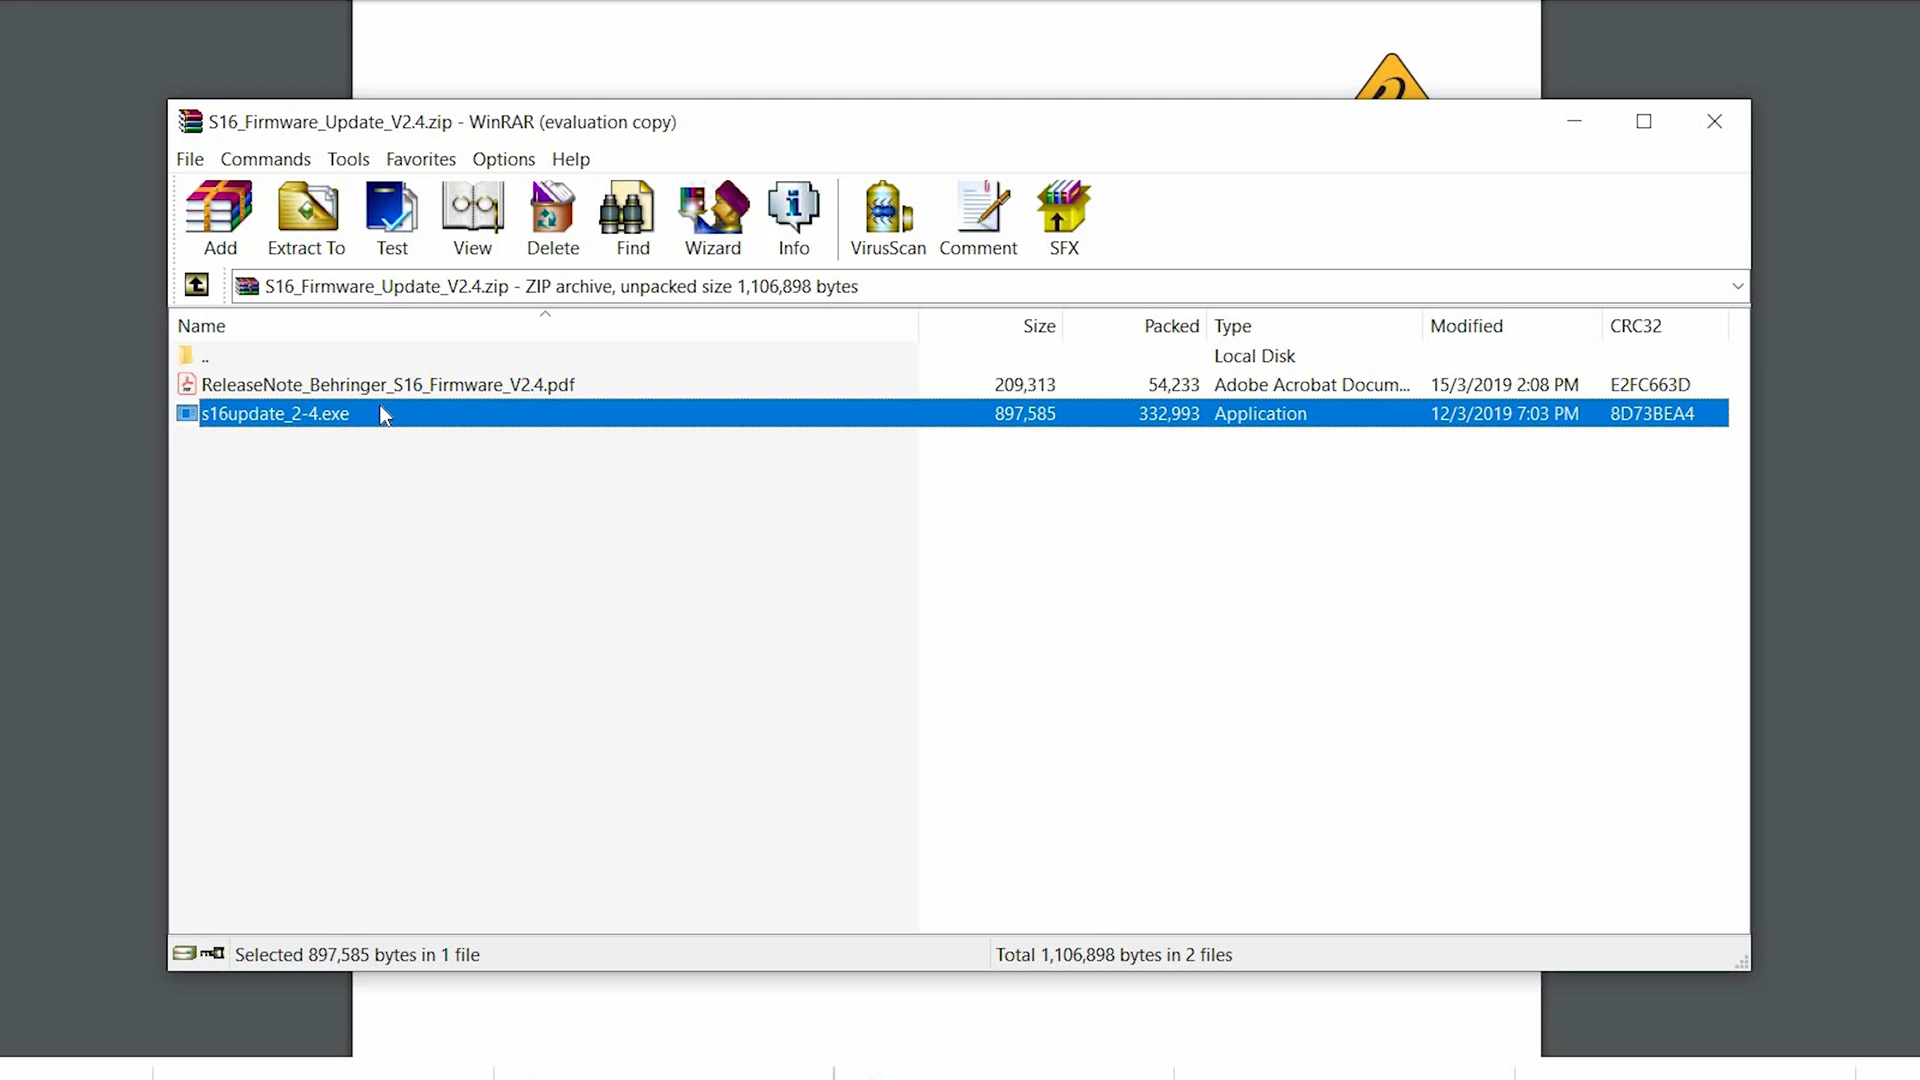 S16_Firmware_Update_V2.4.zip - WinRAR (evaluation copy)
File Commands Tools Favorites Options Help
Add Extract To Test View Delete Find Wizard Info VirusScan Comment SFX
S16_Firmware_Update_V2.4.zip - ZIP archive, unpacked size 1,106,898 bytes
Name Size Packed Type Modified CRC32
.. Local Disk
ReleaseNote_Behringer_S16_Firmware_V2.4.pdf 209,313 54,233 Adobe Acrobat Docum... 15/3/2019 2:08 PM E2FC663D
s16update_2-4.exe 897,585 332,993 Application 12/3/2019 7:03 PM 8D73BEA4
Selected 897,585 bytes in 1 file Total 1,106,898 bytes in 2 files